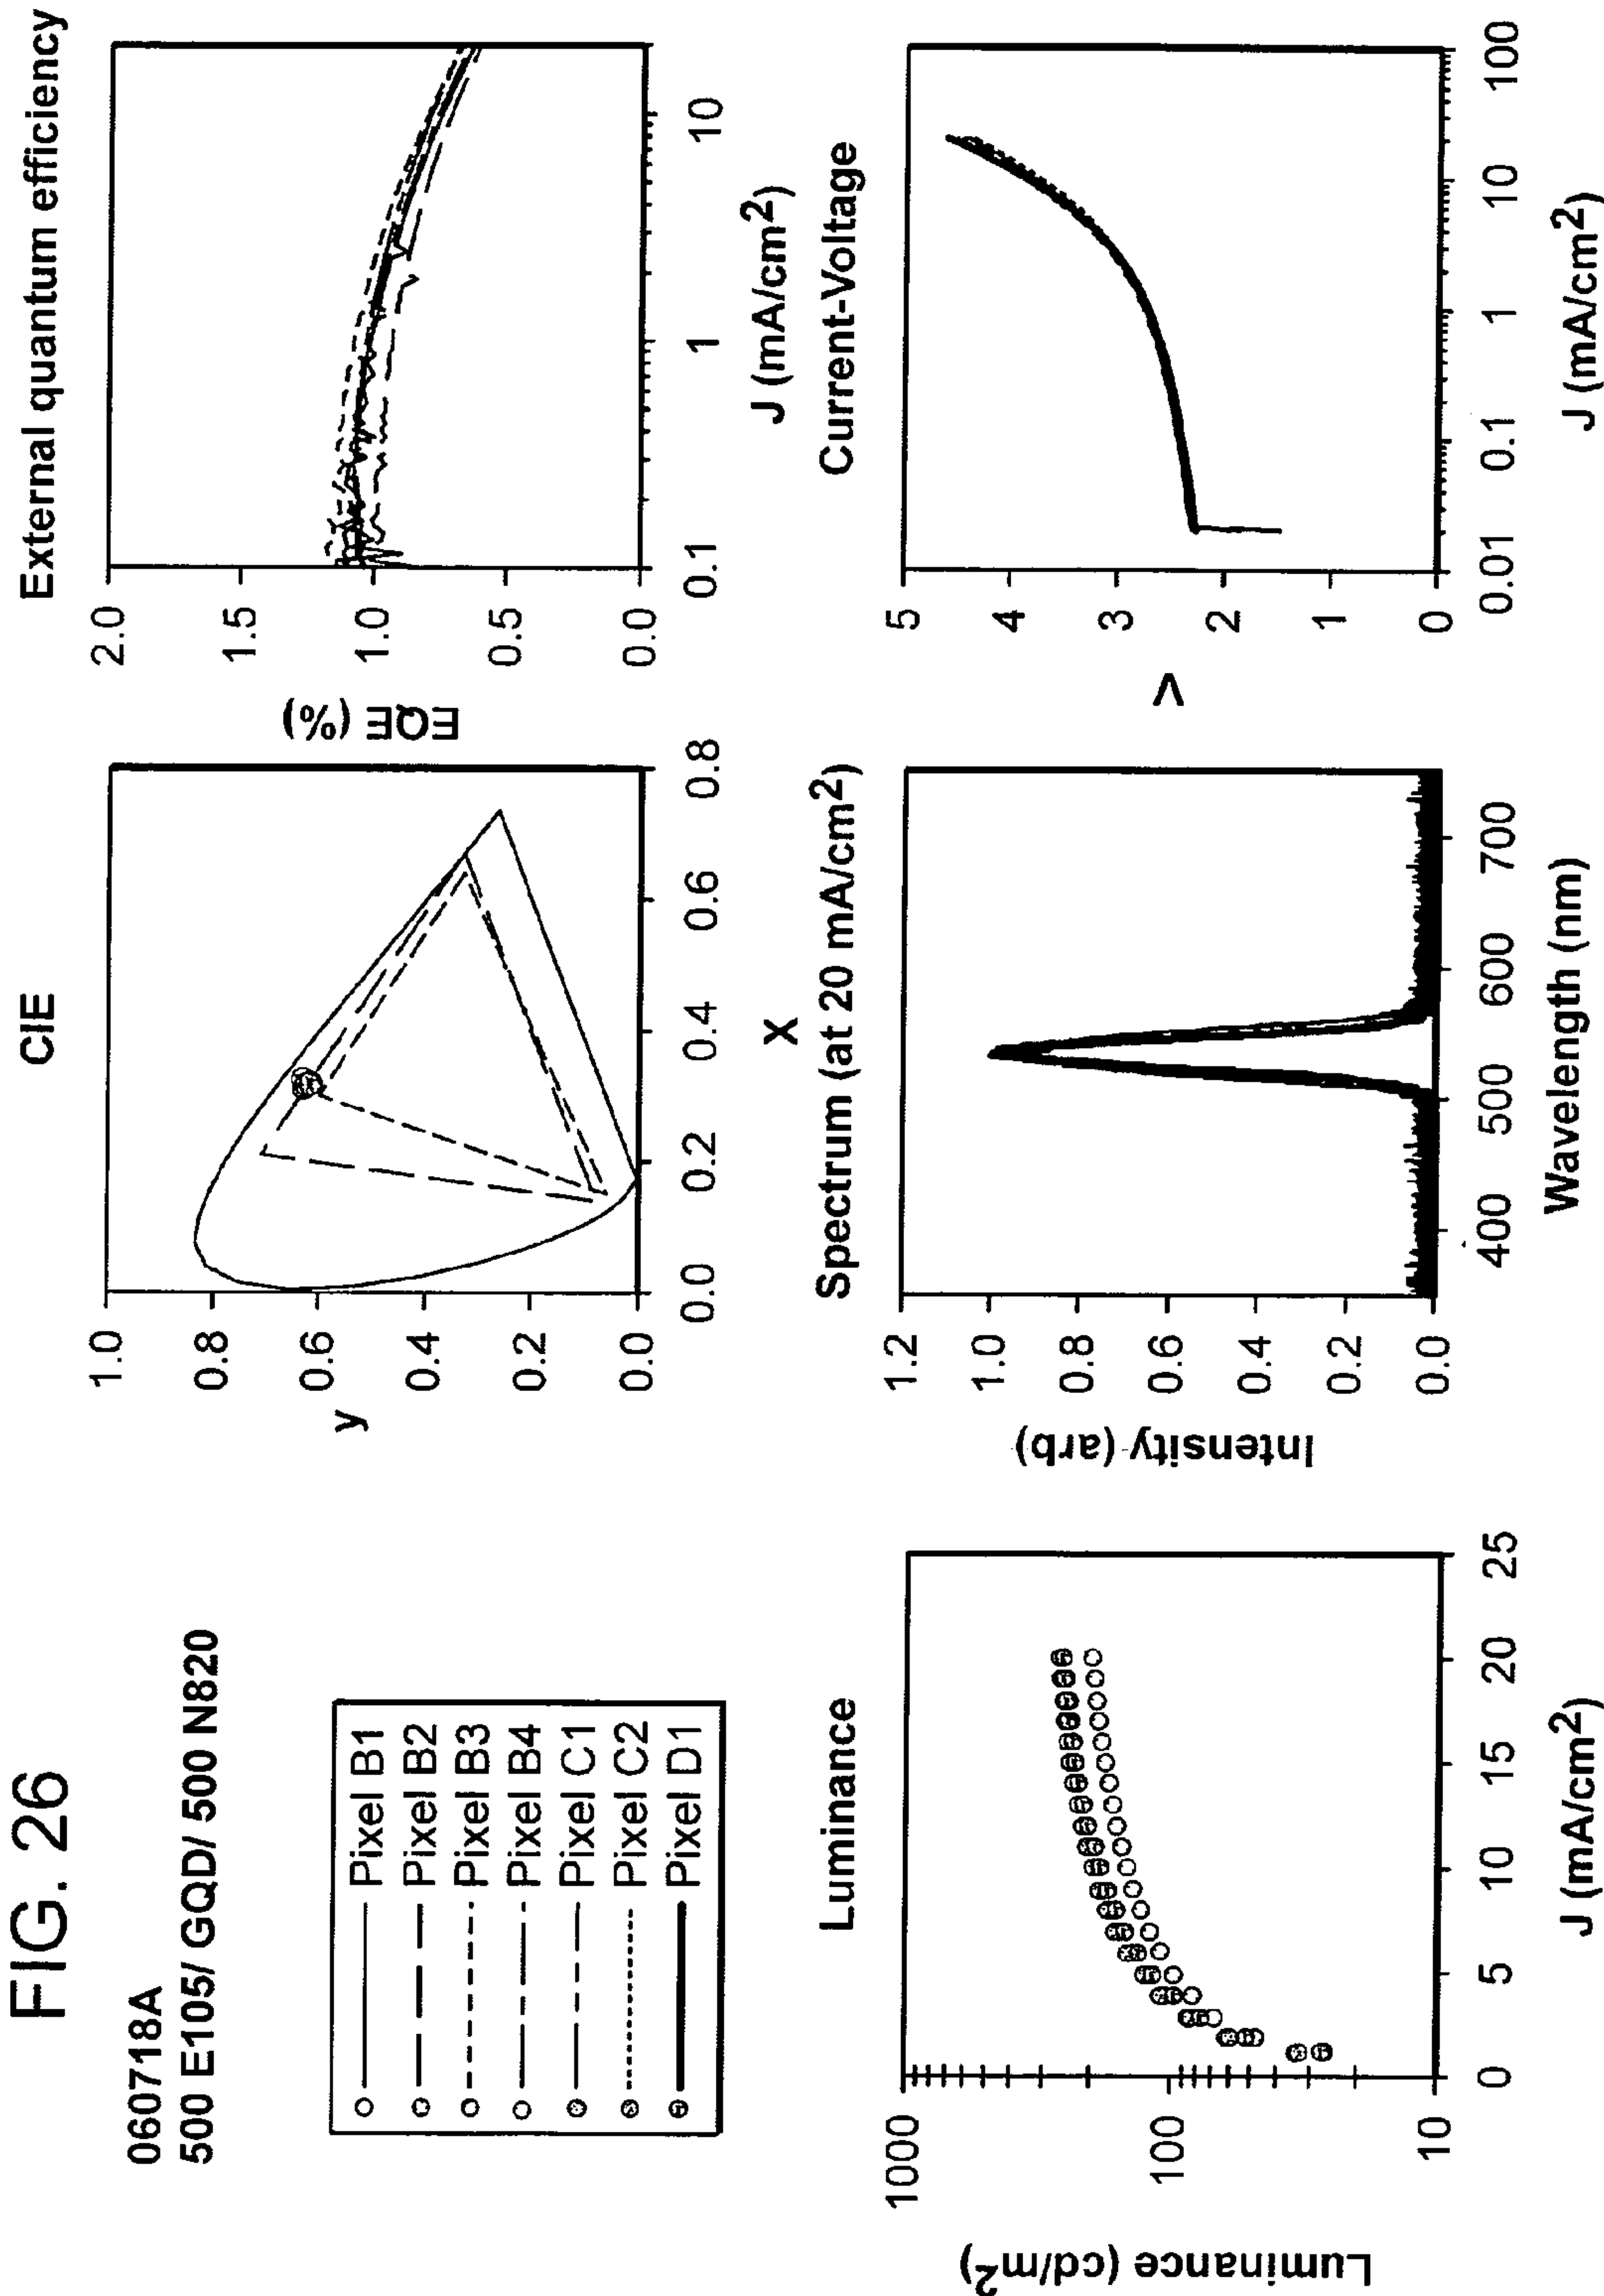 FIG. 26
060718A
500 E105/ GQD/ 500 N820
Pixel B1
Pixel B2
Pixel B3
Pixel B4
Pixel C1
Pixel C2
Pixel D1
CIE
y
1.0
0.8
0.6
0.4
0.2
0.0
0.0
0.2
0.4
0.6
0.8
X
External quantum efficiency
EQE (%)
2.0
1.5
1.0
0.5
0.0
0.1
1
10
J (mA/cm²)
Luminance
Luminance (cd/m²)
1000
100
10
0
5
10
15
20
25
J (mA/cm²)
Spectrum (at 20 mA/cm²)
Intensity (arb)
1.2
1.0
0.8
0.6
0.4
0.2
0.0
400
500
600
700
Wavelength (nm)
Current-Voltage
V
5
4
3
2
1
0
0.01
0.1
1
10
100
J (mA/cm²)